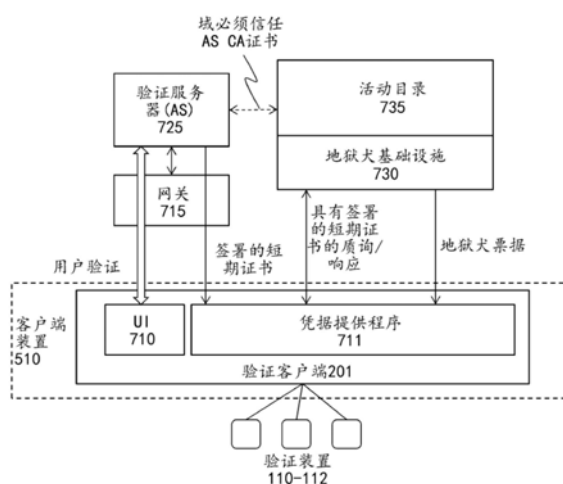 域必须信任
AS CA证书
验证服务
器(AS)
725
活动目录
735
地狱犬基础设施
730
网关
715
用户验证
签署的短
期证书
具有签署
的短期证
书的质询/
响应
地狱犬票据
客户端
装置
510
UI
710
凭据提供程序
711
验证客户端201
验证装置
110-112